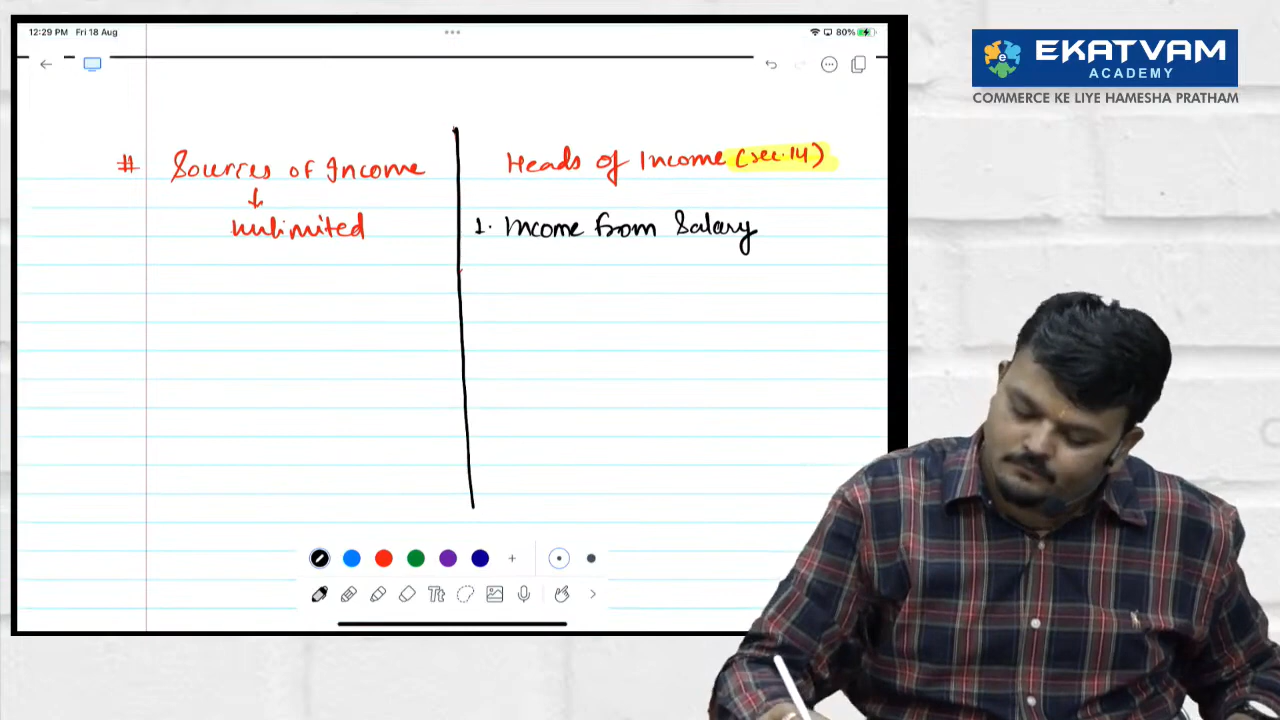 12:29 PM Fri 18 Aug
80%
EKATVAM
ACADEMY
COMMERCE KE LIYE HAMESHA PRATHAM
# Sources of Income
↓
unlimited
Heads of Income (sec.14)
1. Income from Salary
Tt